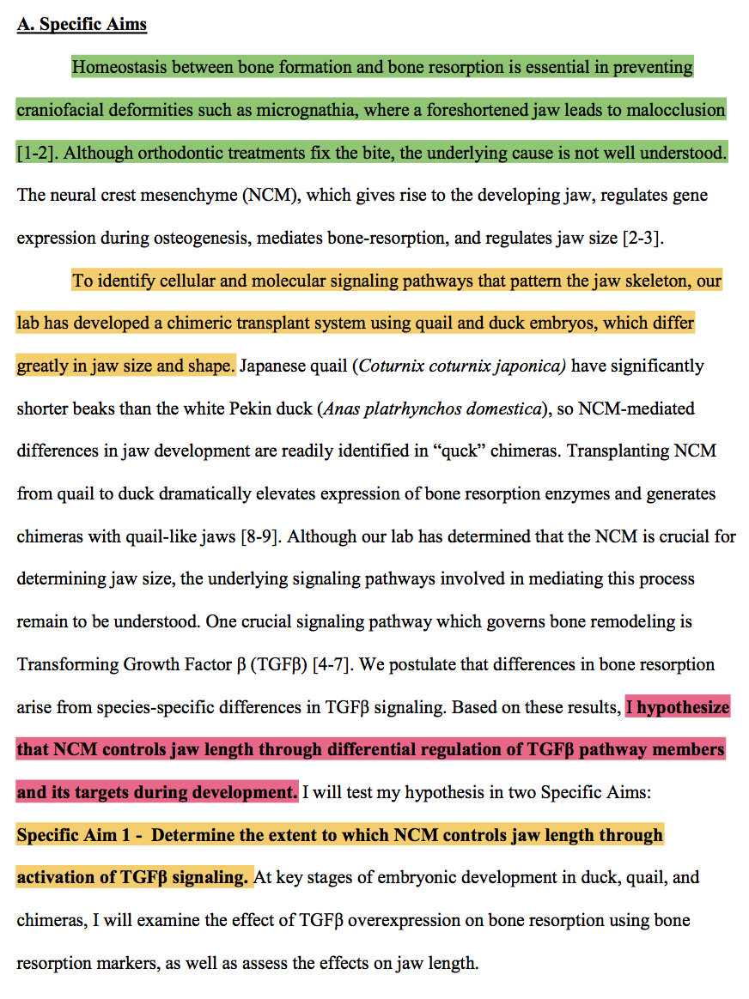 A. Specific Aims
Homeostasis between bone formation and bone resorption is essential in preventing
craniofacial deformities such as micrognathia, where a foreshortened jaw leads to malocclusion
[1-2]. Although orthodontic treatments fix the bite, the underlying cause is not well understood.
The neural crest mesenchyme (NCM), which gives rise to the developing jaw, regulates gene
expression during osteogenesis, mediates bone-resorption, and regulates jaw size [2-3].
To identify cellular and molecular signaling pathways that pattern the jaw skeleton, our
lab has developed a chimeric transplant system using quail and duck embryos, which differ
greatly in jaw size and shape. Japanese quail (Coturnix coturnix japonica) have significantly
shorter beaks than the white Pekin duck (Anas platrhynchos domestica), so NCM-mediated
differences in jaw development are readily identified in “quck” chimeras. Transplanting NCM
from quail to duck dramatically elevates expression of bone resorption enzymes and generates
chimeras with quail-like jaws [8-9]. Although our lab has determined that the NCM is crucial for
determining jaw size, the underlying signaling pathways involved in mediating this process
remain to be understood. One crucial signaling pathway which governs bone remodeling is
Transforming Growth Factor β (TGFβ) [4-7]. We postulate that differences in bone resorption
arise from species-specific differences in TGFβ signaling. Based on these results, I hypothesize
that NCM controls jaw length through differential regulation of TGFβ pathway members
and its targets during development. I will test my hypothesis in two Specific Aims:
Specific Aim 1 - Determine the extent to which NCM controls jaw length through
activation of TGFβ signaling. At key stages of embryonic development in duck, quail, and
chimeras, I will examine the effect of TGFβ overexpression on bone resorption using bone
resorption markers, as well as assess the effects on jaw length.